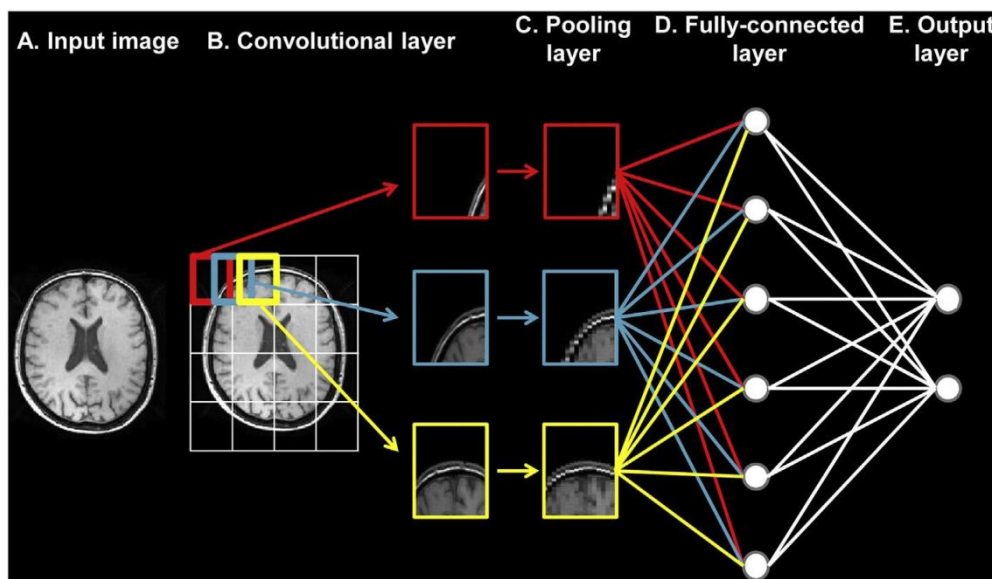 A. Input image
B. Convolutional layer
C. Pooling
layer
D. Fully-connected
layer
E. Output
layer